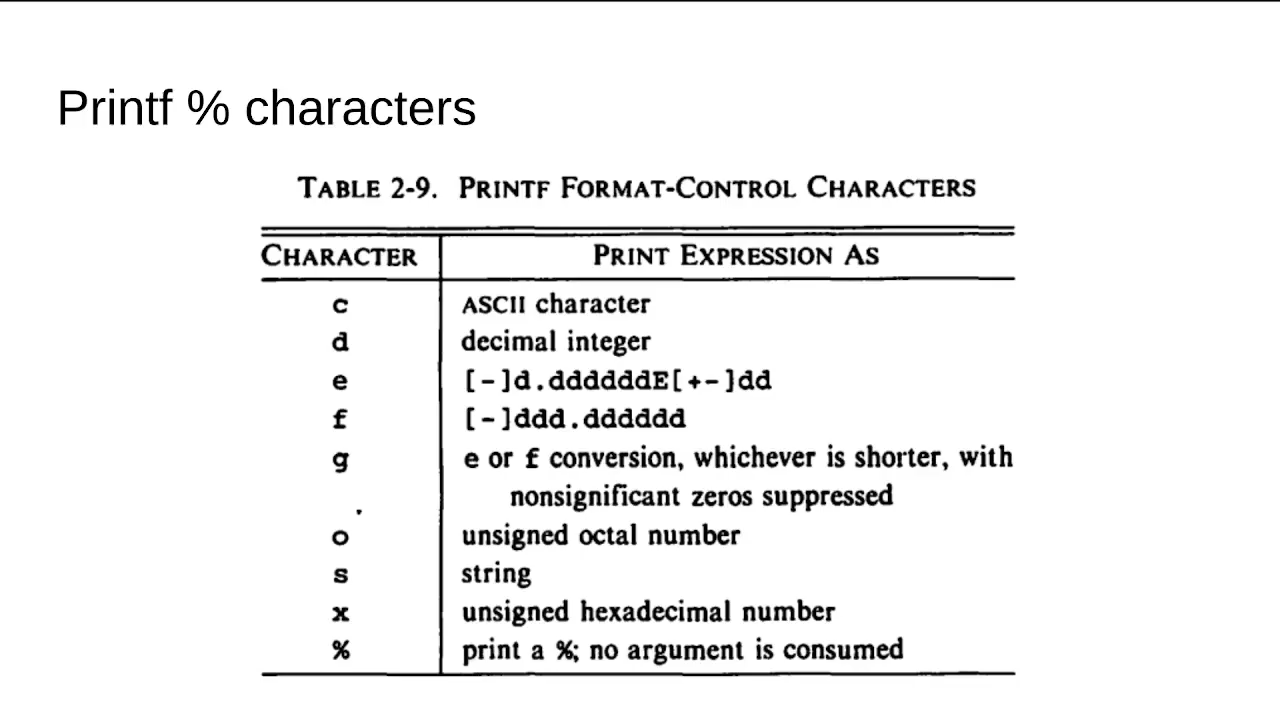 Printf % characters
TABLE 2-9. PRINTF FORMAT-CONTROL CHARACTERS
CHARACTER PRINT EXPRESSION AS
c ASCII character
d decimal integer
e [-]d.ddddddE[+-]dd
f [-]ddd.dddddd
g e or f conversion, whichever is shorter, with
nonsignificant zeros suppressed
o unsigned octal number
s string
x unsigned hexadecimal number
% print a %; no argument is consumed